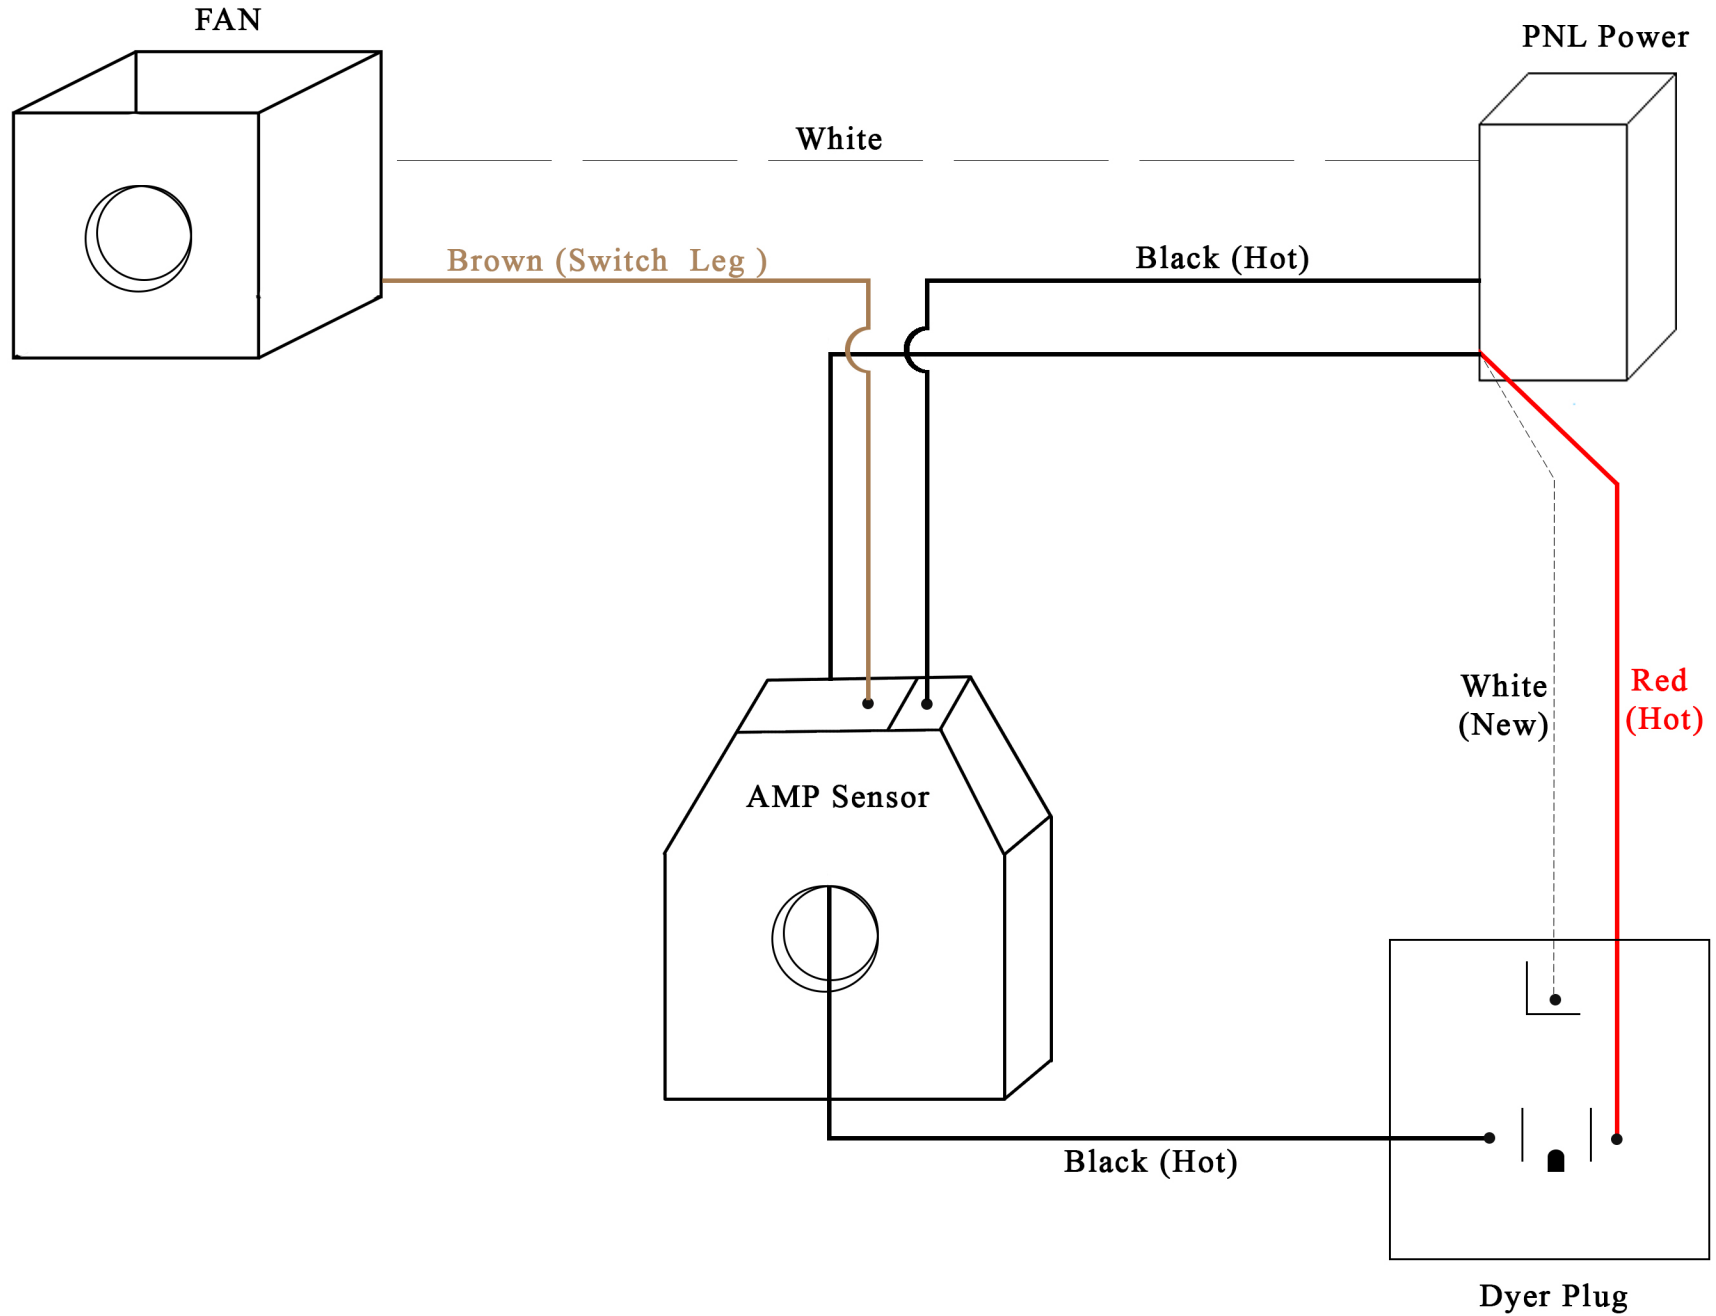 FAN
PNL Power
White
Brown (Switch Leg )
Black (Hot)
White
(New)
Red
(Hot)
AMP Sensor
Black (Hot)
Dyer Plug